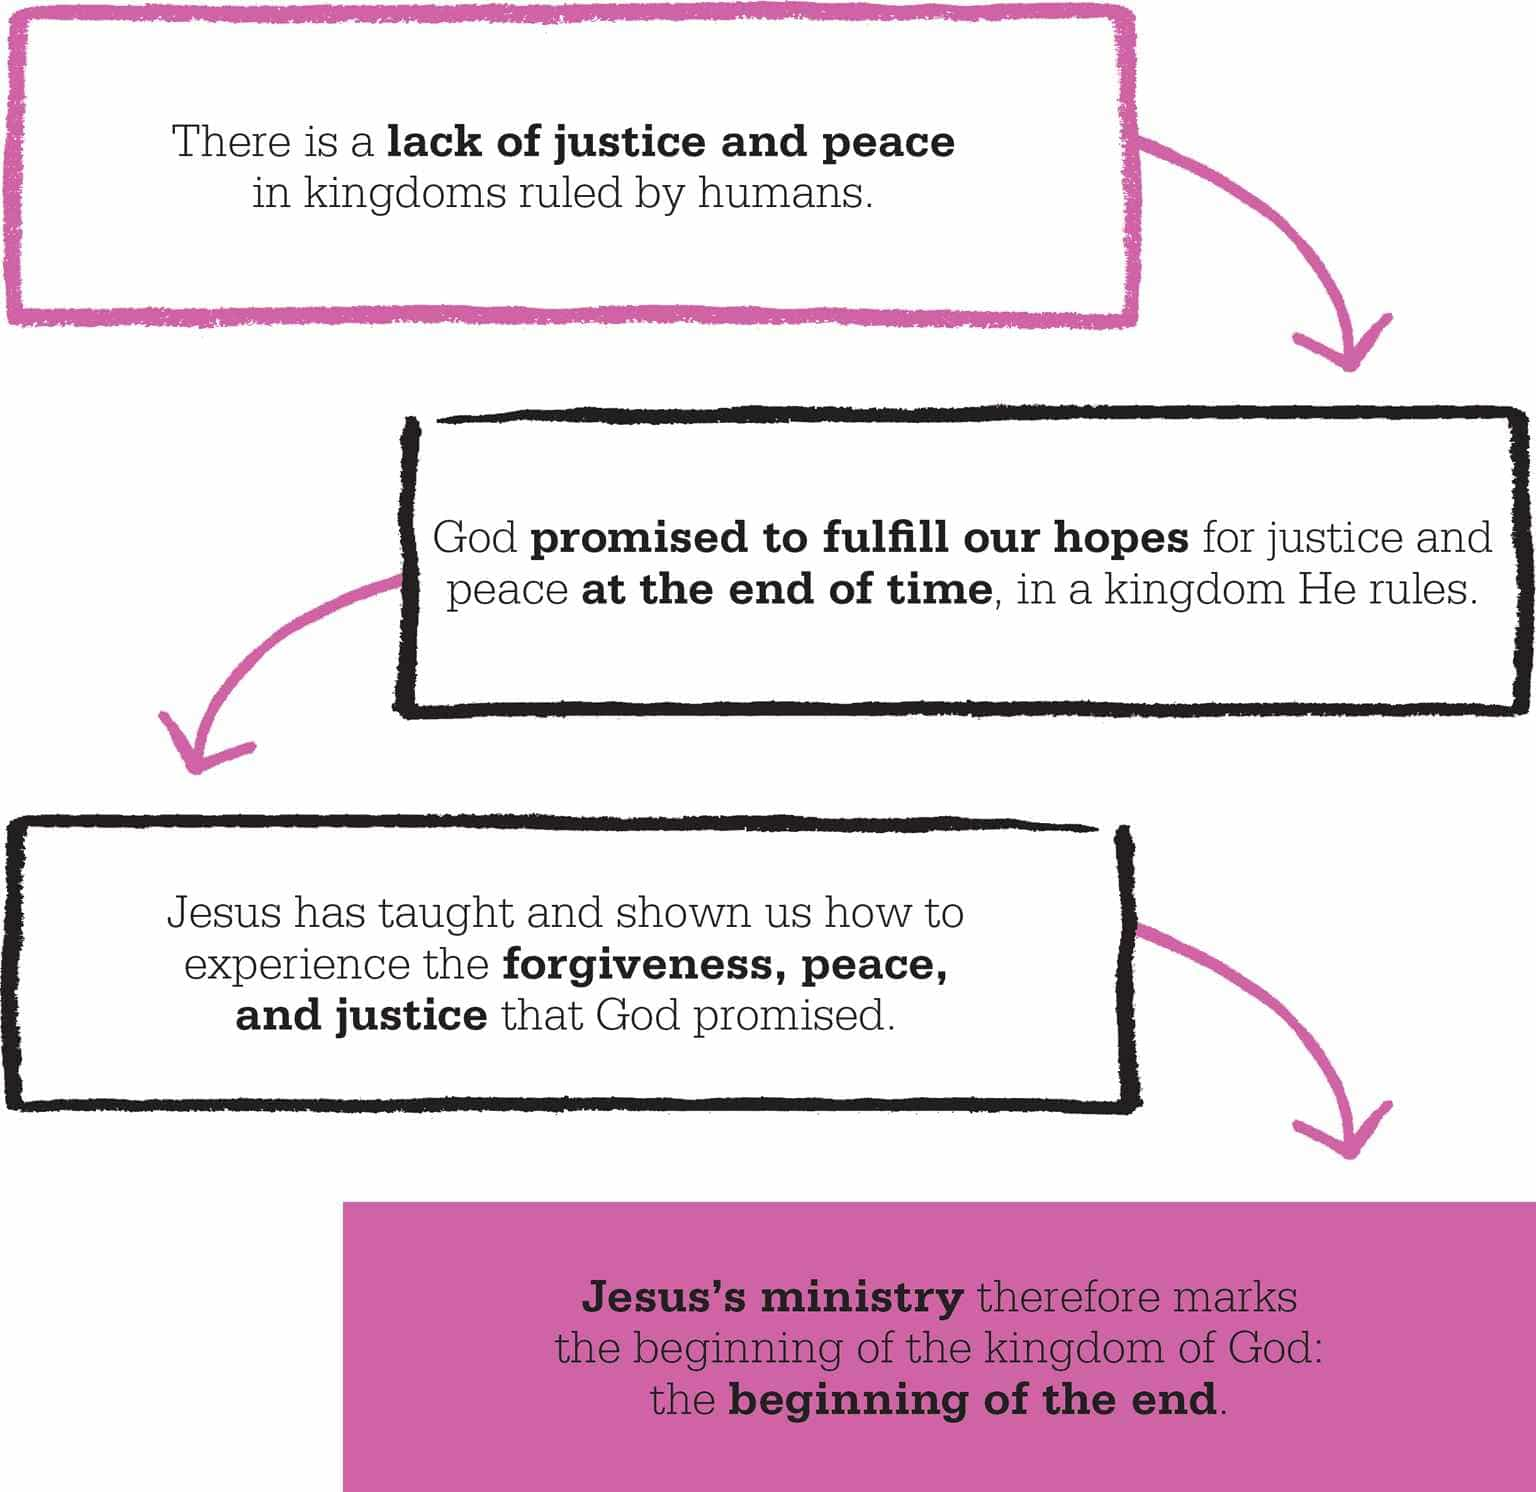 There is a lack of justice and peace
in kingdoms ruled by humans.
God promised to fulfill our hopes for justice and
peace at the end of time, in a kingdom He rules.
Jesus has taught and shown us how to
experience the forgiveness, peace,
and justice that God promised.
Jesus’s ministry therefore marks
the beginning of the kingdom of God:
the beginning of the end.